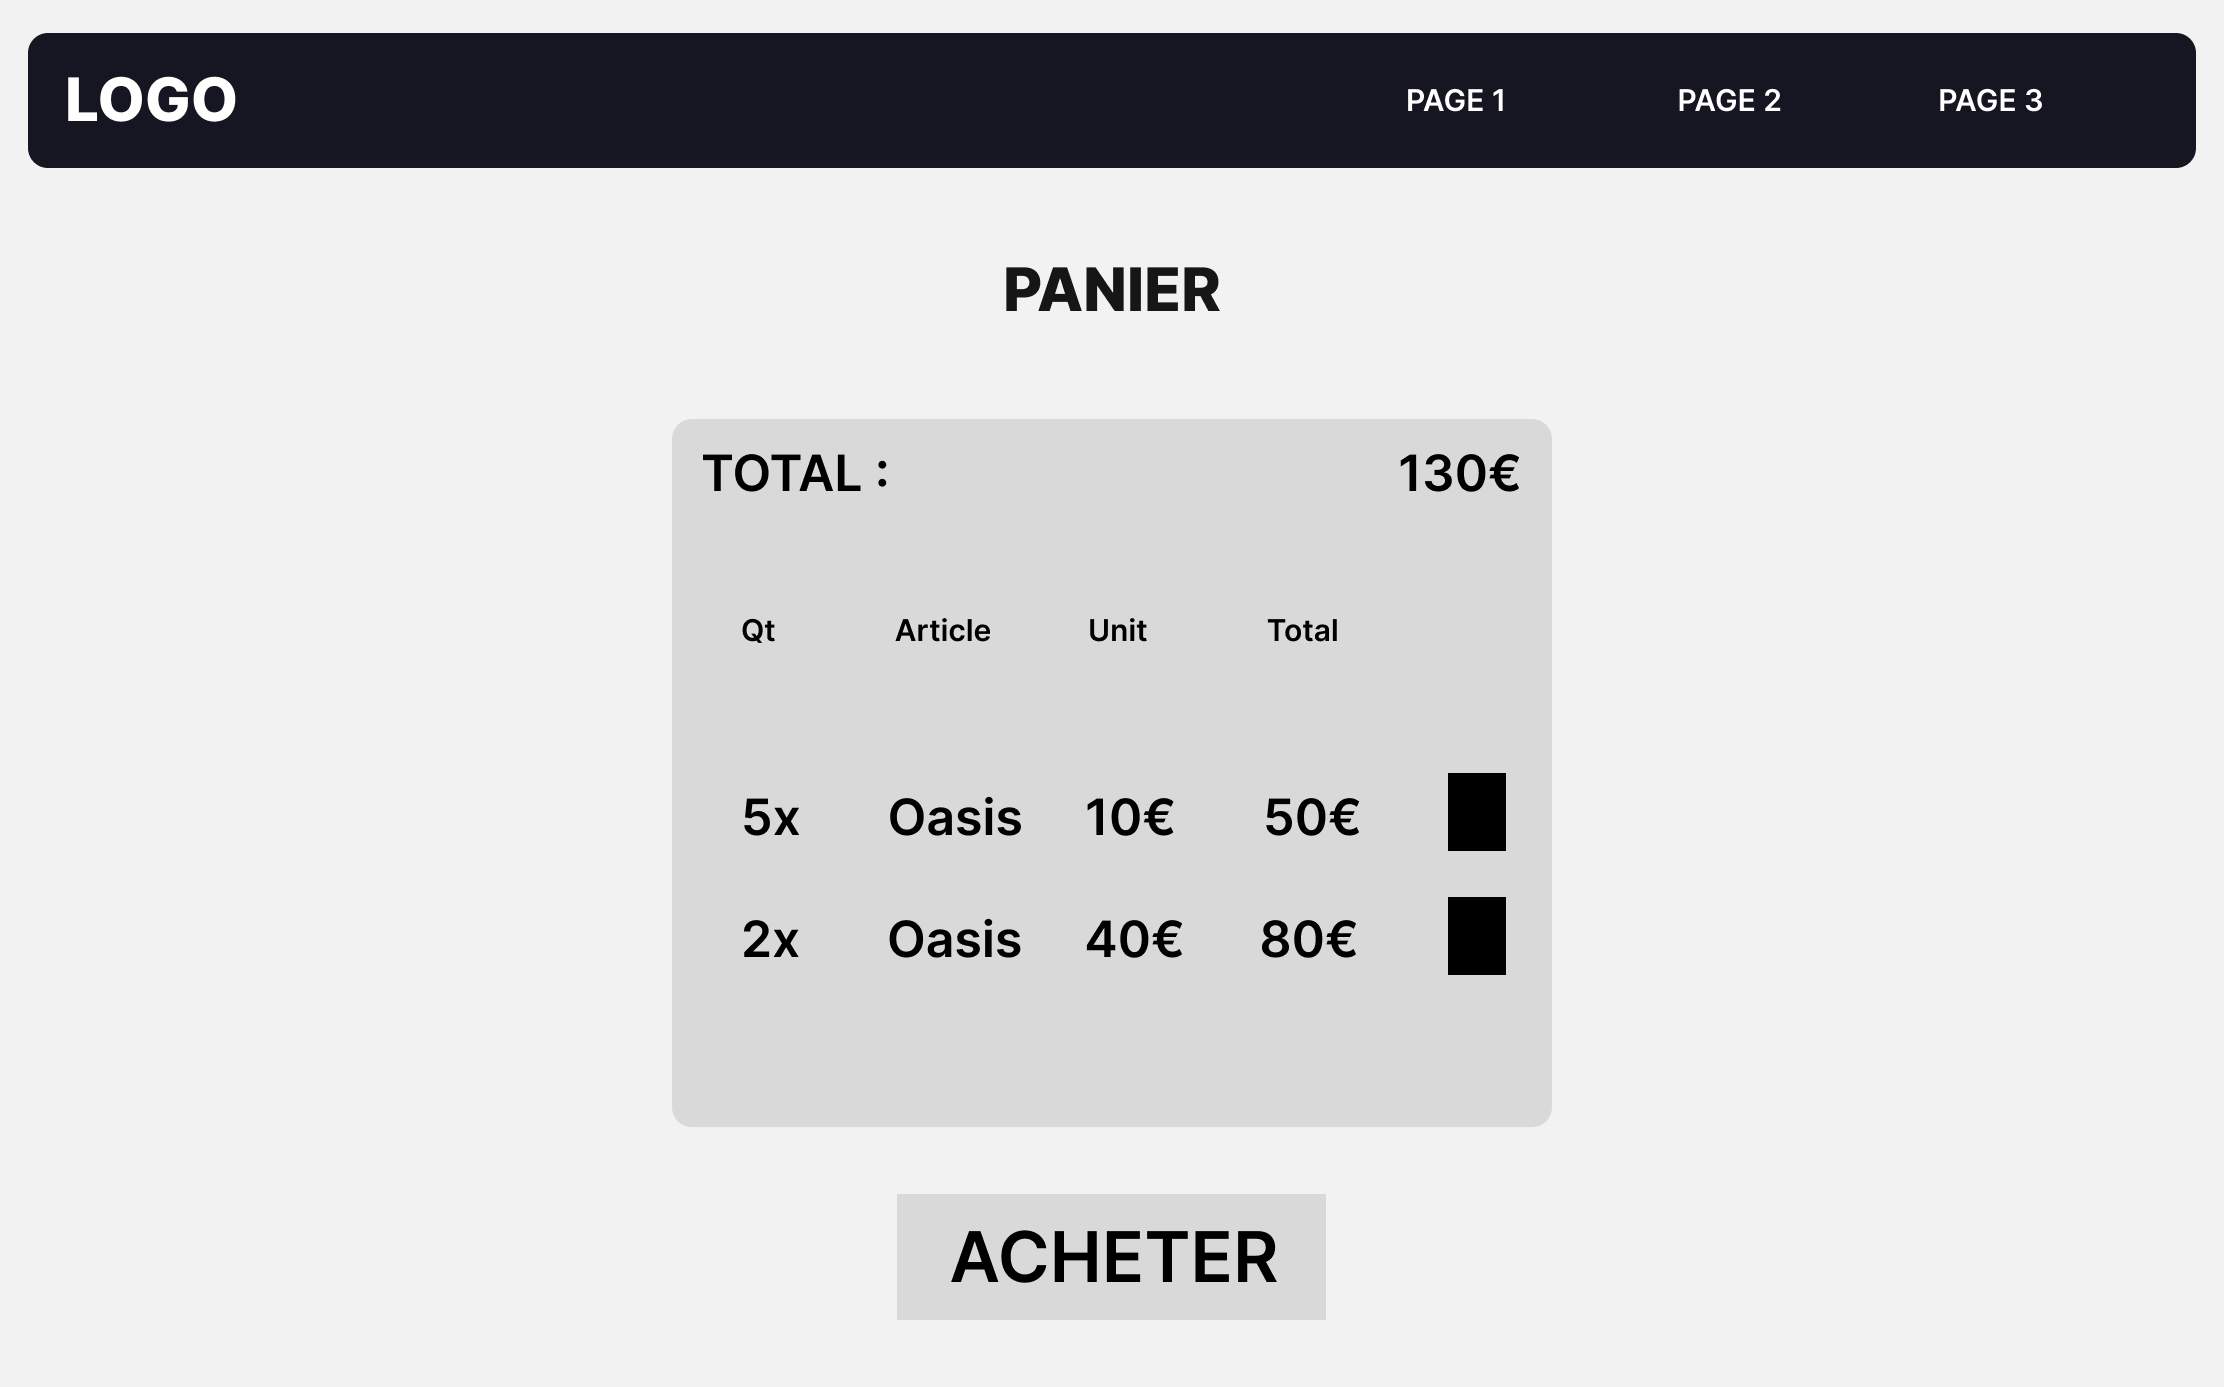 LOGO PAGE 1 PAGE 2 PAGE 3
PANIER
TOTAL : 130€
Qt Article Unit Total
5x Oasis 10€ 50€
2x Oasis 40€ 80€
ACHETER